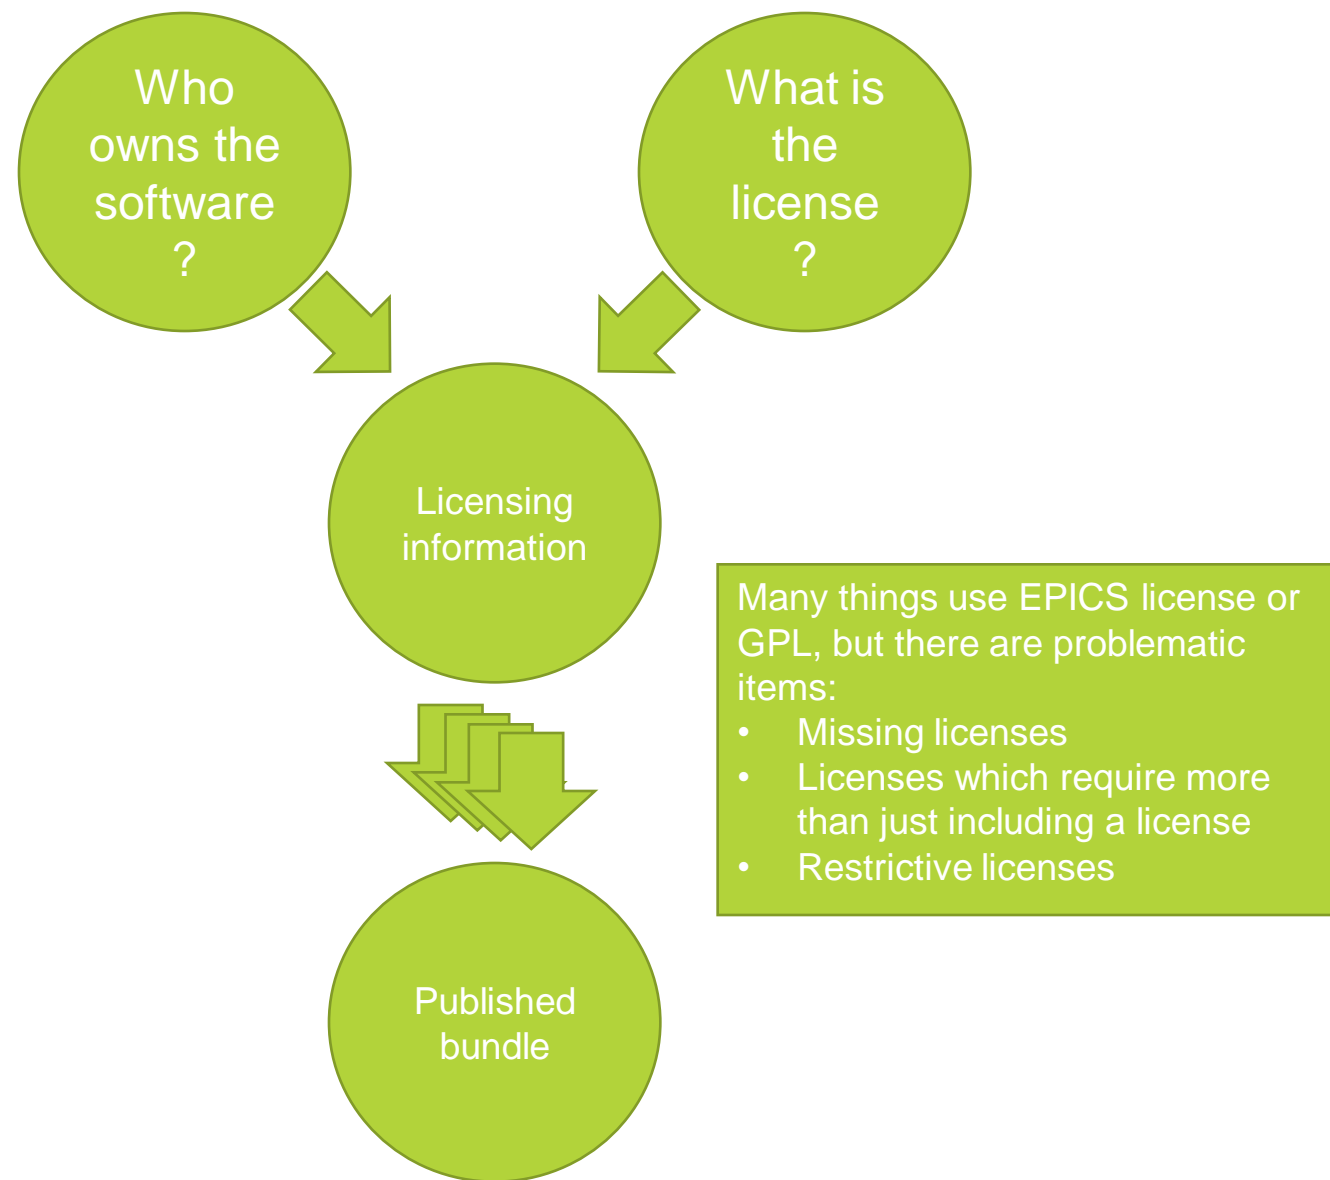 Who
owns the
software
?
What is
the
license
?
Licensing
information
Many things use EPICS license or
GPL, but there are problematic
items:
• Missing licenses
• Licenses which require more
than just including a license
• Restrictive licenses
Published
bundle